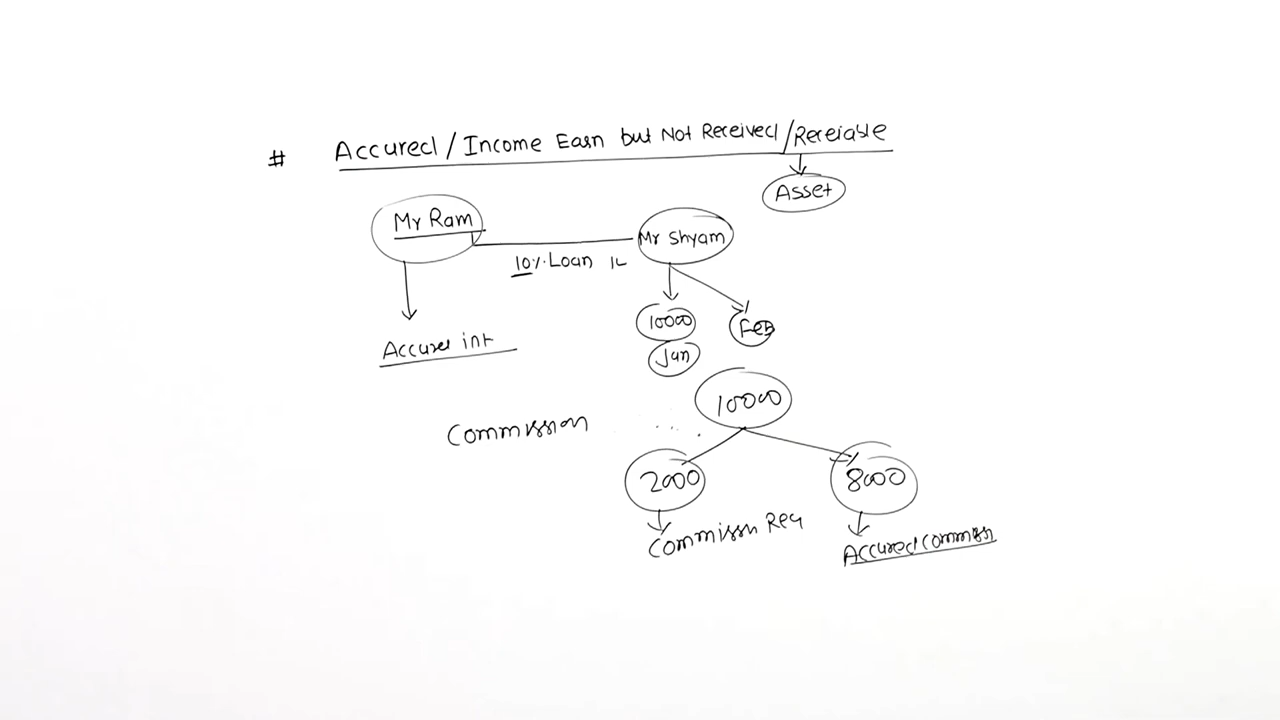 # Accured / Income Earn but Not Received / Receiable
Asset
Mr Ram
Mr Shyam
10% Loan 1L
10000
Feb
Jan
Accured int
10000
Commission
2000
8000
Commission Rec
Accured commission